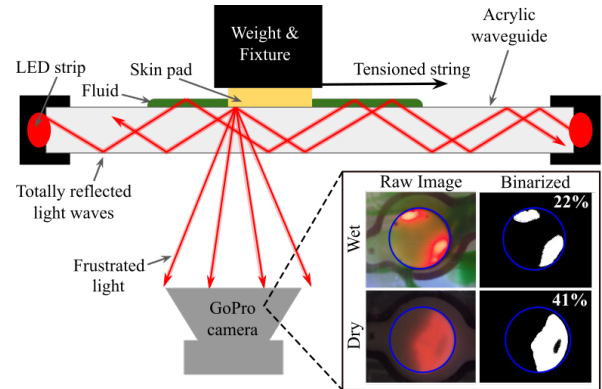 Weight &
Fixture
Acrylic
waveguide
LED strip
Skin pad
Tensioned string
Fluid
Totally reflected
light waves
Raw Image
Binarized
22%
Wet
Frustrated
light
GoPro
camera
41%
Dry